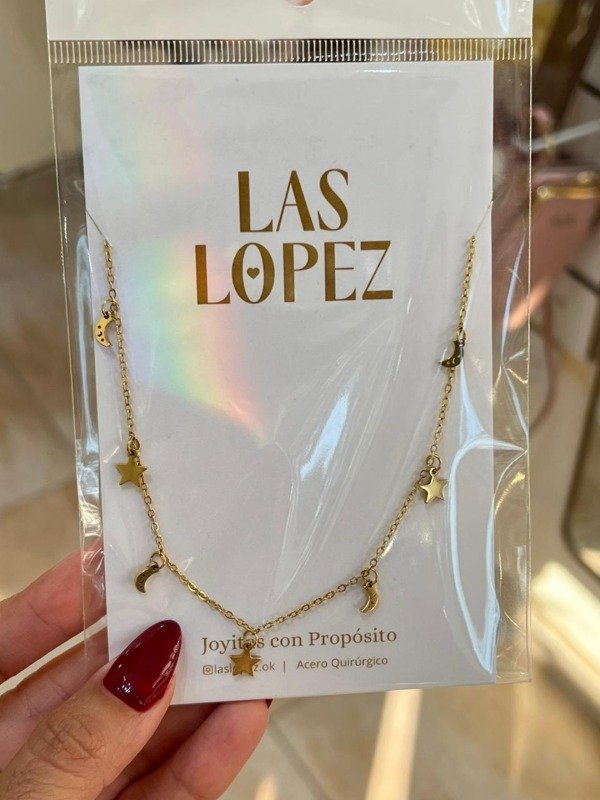 LAS
LOPEZ
Joyitas con Propósito
| Acero Quirúrgico